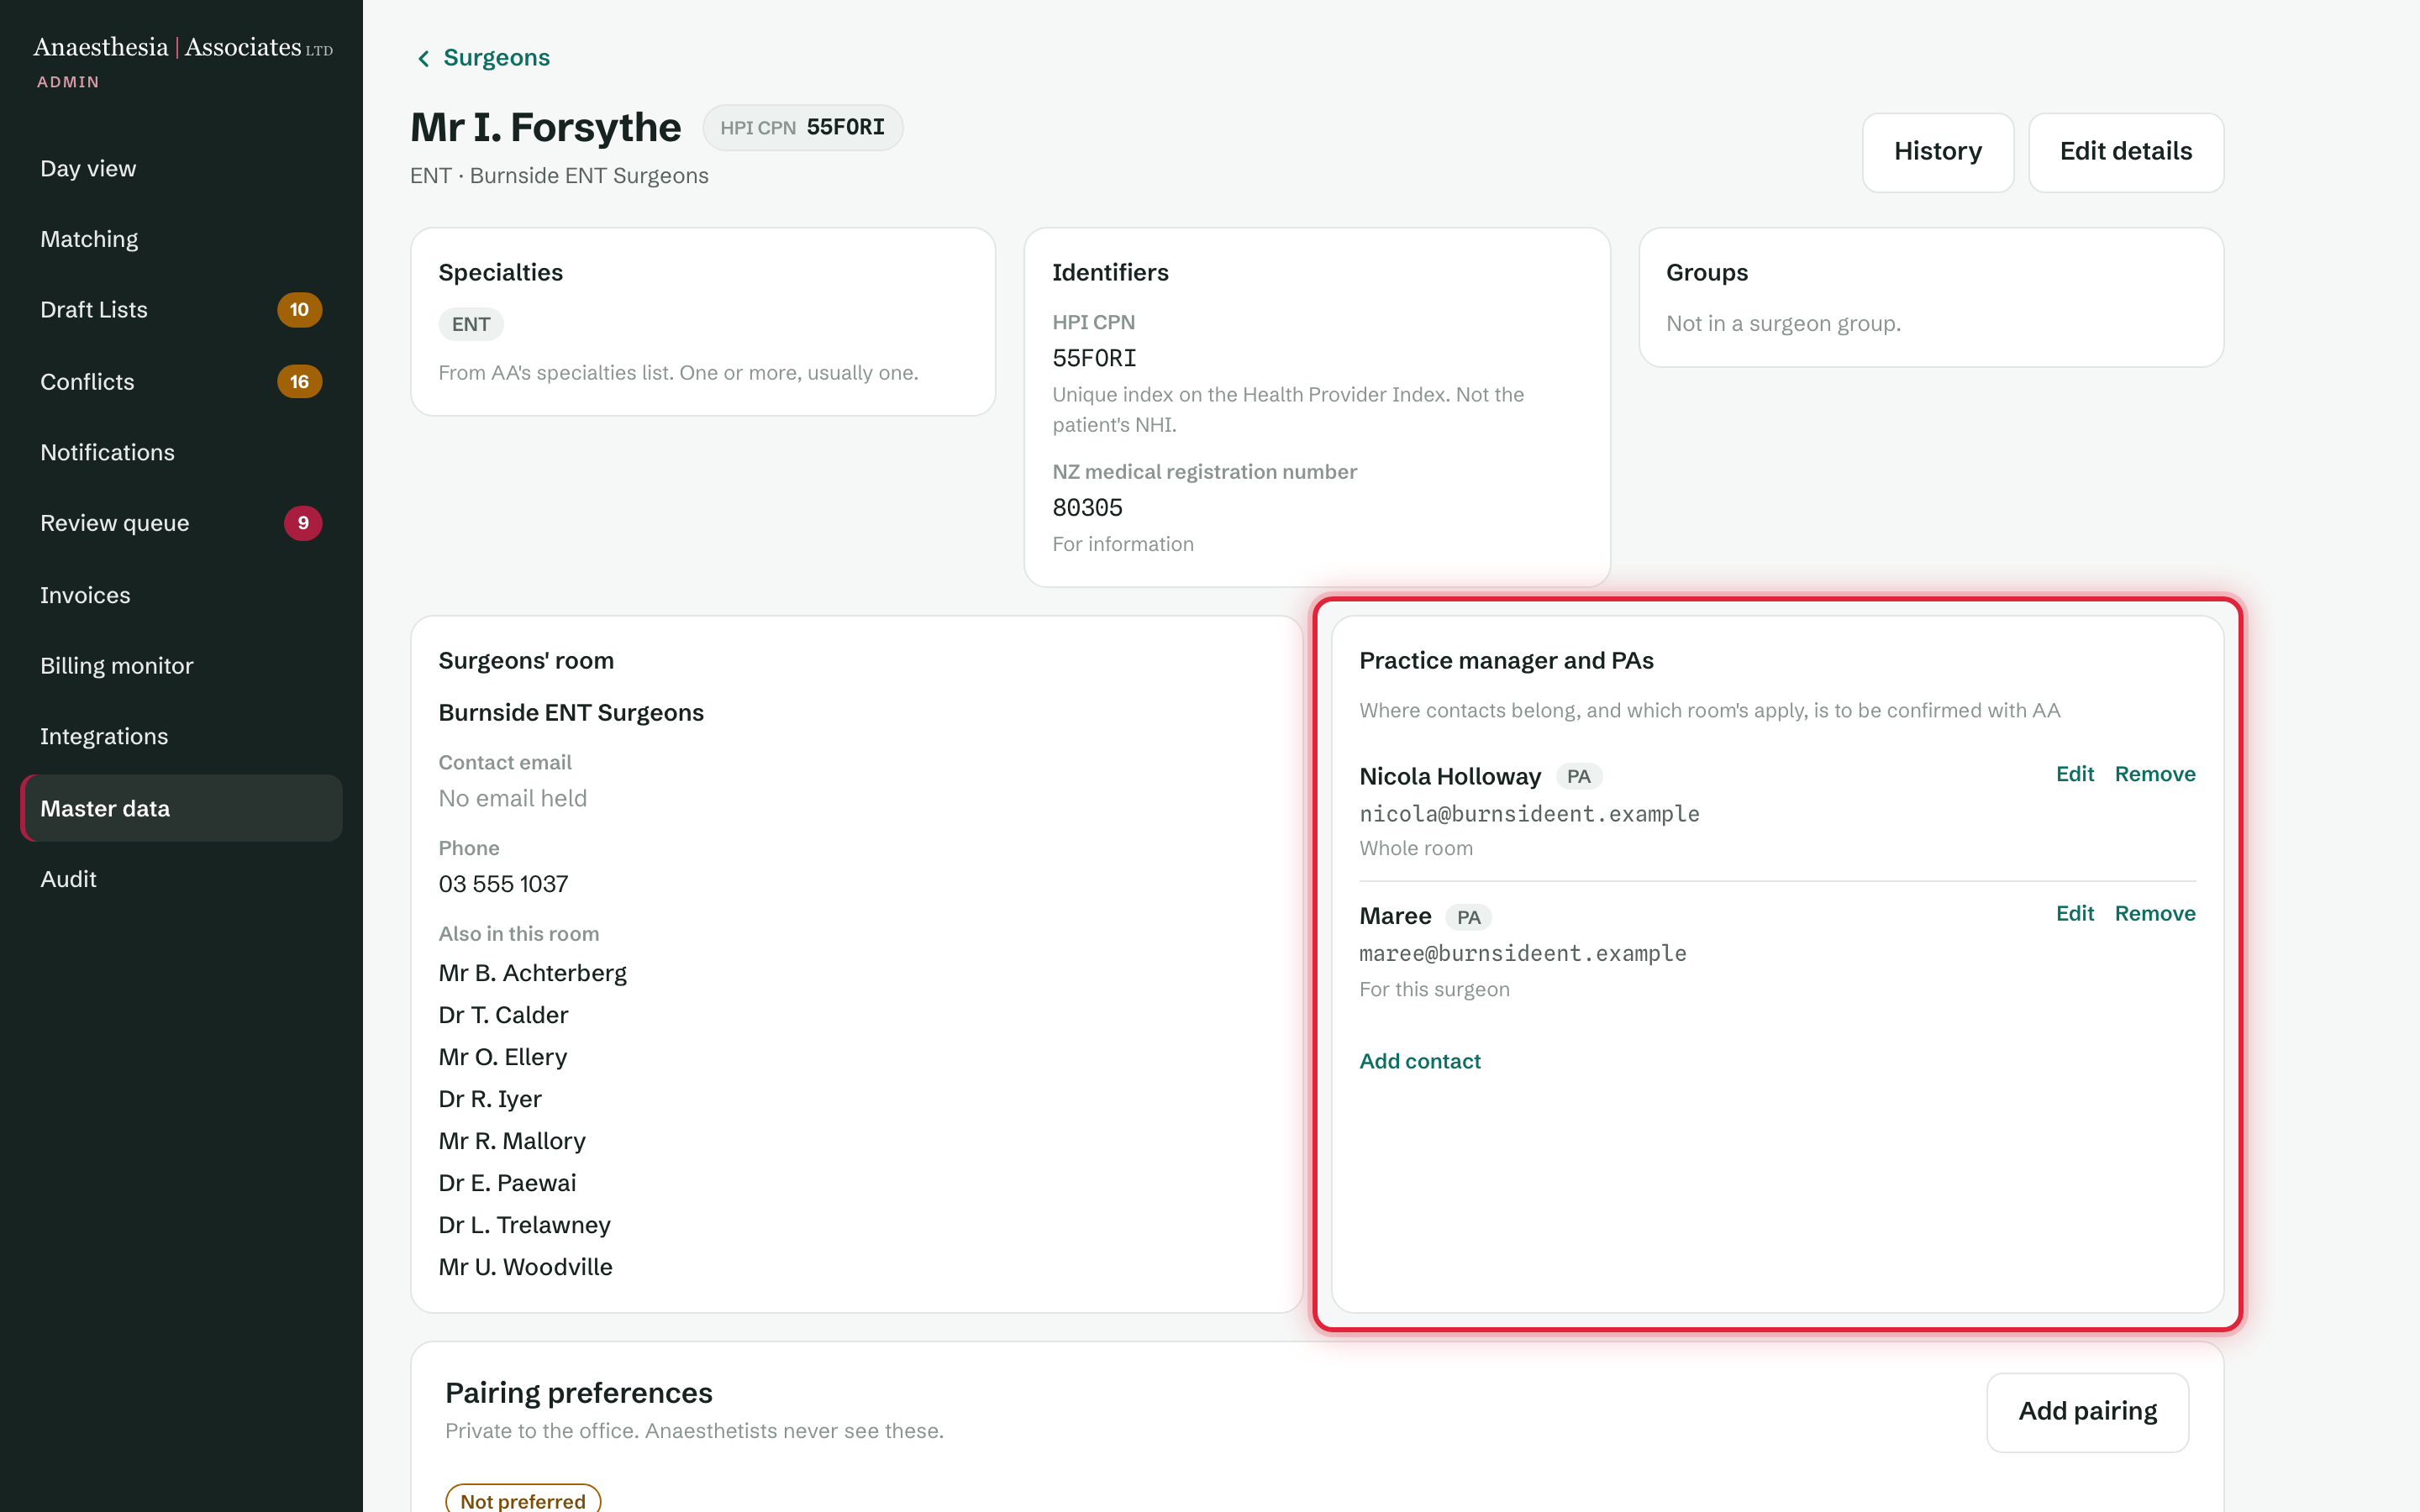 Anaesthesia | Associates LTD
ADMIN
Day view
Matching
Draft Lists 10
Conflicts 16
Notifications
Review queue 9
Invoices
Billing monitor
Integrations
Master data
Audit
Surgeons
Mr I. Forsythe HPI CPN 55FORI
ENT · Burnside ENT Surgeons
History Edit details
Specialties
ENT
From AA's specialties list. One or more, usually one.
Identifiers
HPI CPN
55FORI
Unique index on the Health Provider Index. Not the
patient's NHI.
NZ medical registration number
80305
For information
Groups
Not in a surgeon group.
Surgeons' room
Burnside ENT Surgeons
Contact email
No email held
Phone
03 555 1037
Also in this room
Mr B. Achterberg
Dr T. Calder
Mr O. Ellery
Dr R. Iyer
Mr R. Mallory
Dr E. Paewai
Dr L. Trelawney
Mr U. Woodville
Practice manager and PAs
Where contacts belong, and which room's apply, is to be confirmed with AA
Nicola Holloway PA Edit Remove
nicola@burnsideent.example
Whole room
Maree PA Edit Remove
maree@burnsideent.example
For this surgeon
Add contact
Pairing preferences
Private to the office. Anaesthetists never see these.
Add pairing
Not preferred